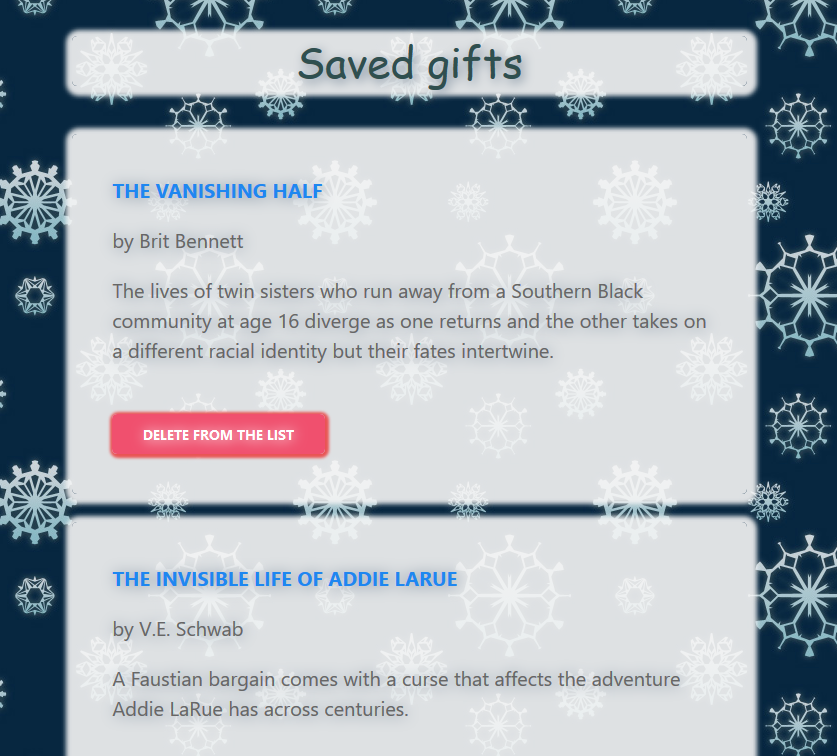 Saved gifts
THE VANISHING HALF
by Brit Bennett
The lives of twin sisters who run away from a Southern Black
community at age 16 diverge as one returns and the other takes on
a different racial identity but their fates intertwine.
DELETE FROM THE LIST
THE INVISIBLE LIFE OF ADDIE LARUE
by V.E. Schwab
A Faustian bargain comes with a curse that affects the adventure
Addie LaRue has across centuries.